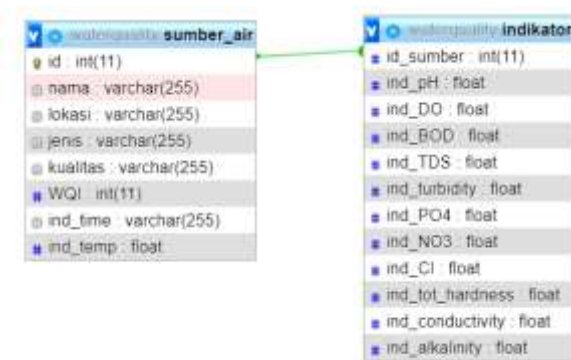 waterquality sumber_air
id : int(11)
nama : varchar(255)
lokasi : varchar(255)
jenis : varchar(255)
kualitas : varchar(255)
WQI : int(11)
ind_time : varchar(255)
ind_temp : float
waterquality indikator
id_sumber : int(11)
ind_pH : float
ind_DO : float
ind_BOD : float
ind_TDS : float
ind_turbidity : float
ind_PO4 : float
ind_NO3 : float
ind_Cl : float
ind_tot_hardness : float
ind_conductivity : float
ind_alkalinity : float